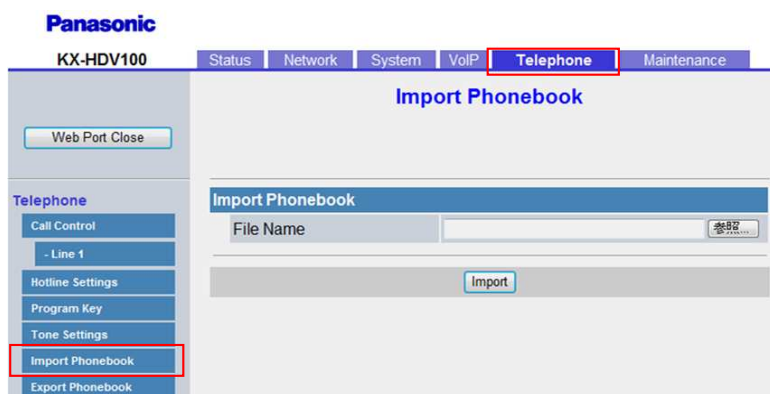 Panasonic
KX-HDV100
Status Network System VoIP Telephone Maintenance
Import Phonebook
Web Port Close
Telephone
Call Control
- Line 1
Hotline Settings
Program Key
Tone Settings
Import Phonebook
Export Phonebook
Import Phonebook
File Name
参照...
Import